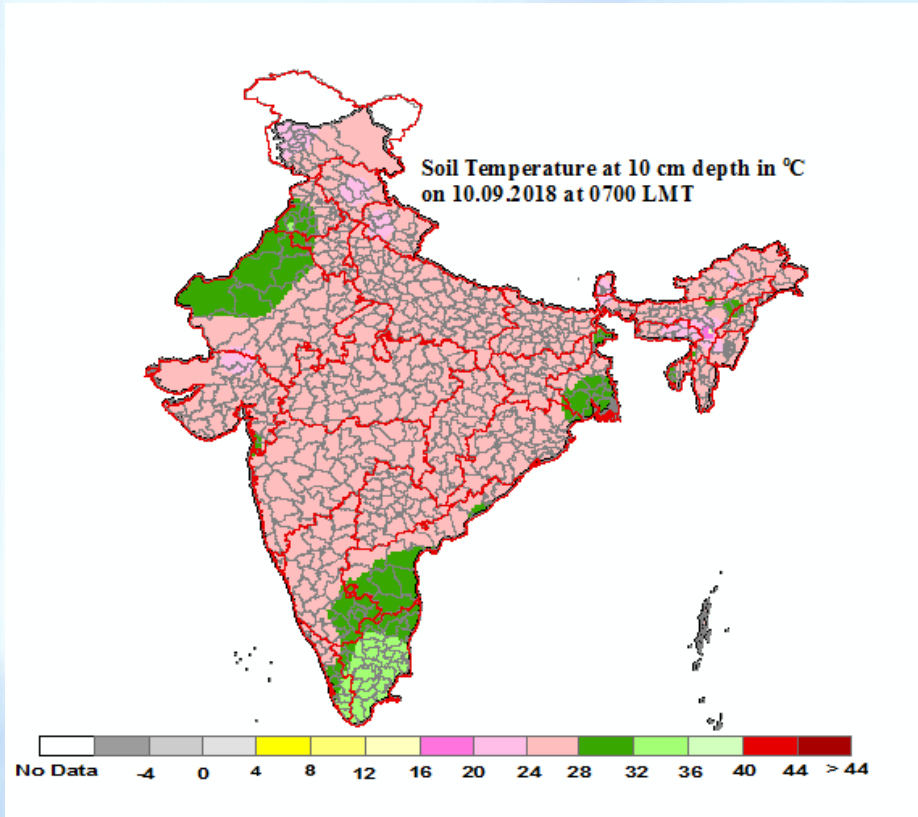 Soil Temperature at 10 cm depth in °C
on 10.09.2018 at 0700 LMT
No Data -4 0 4 8 12 16 20 24 28 32 36 40 44 > 44